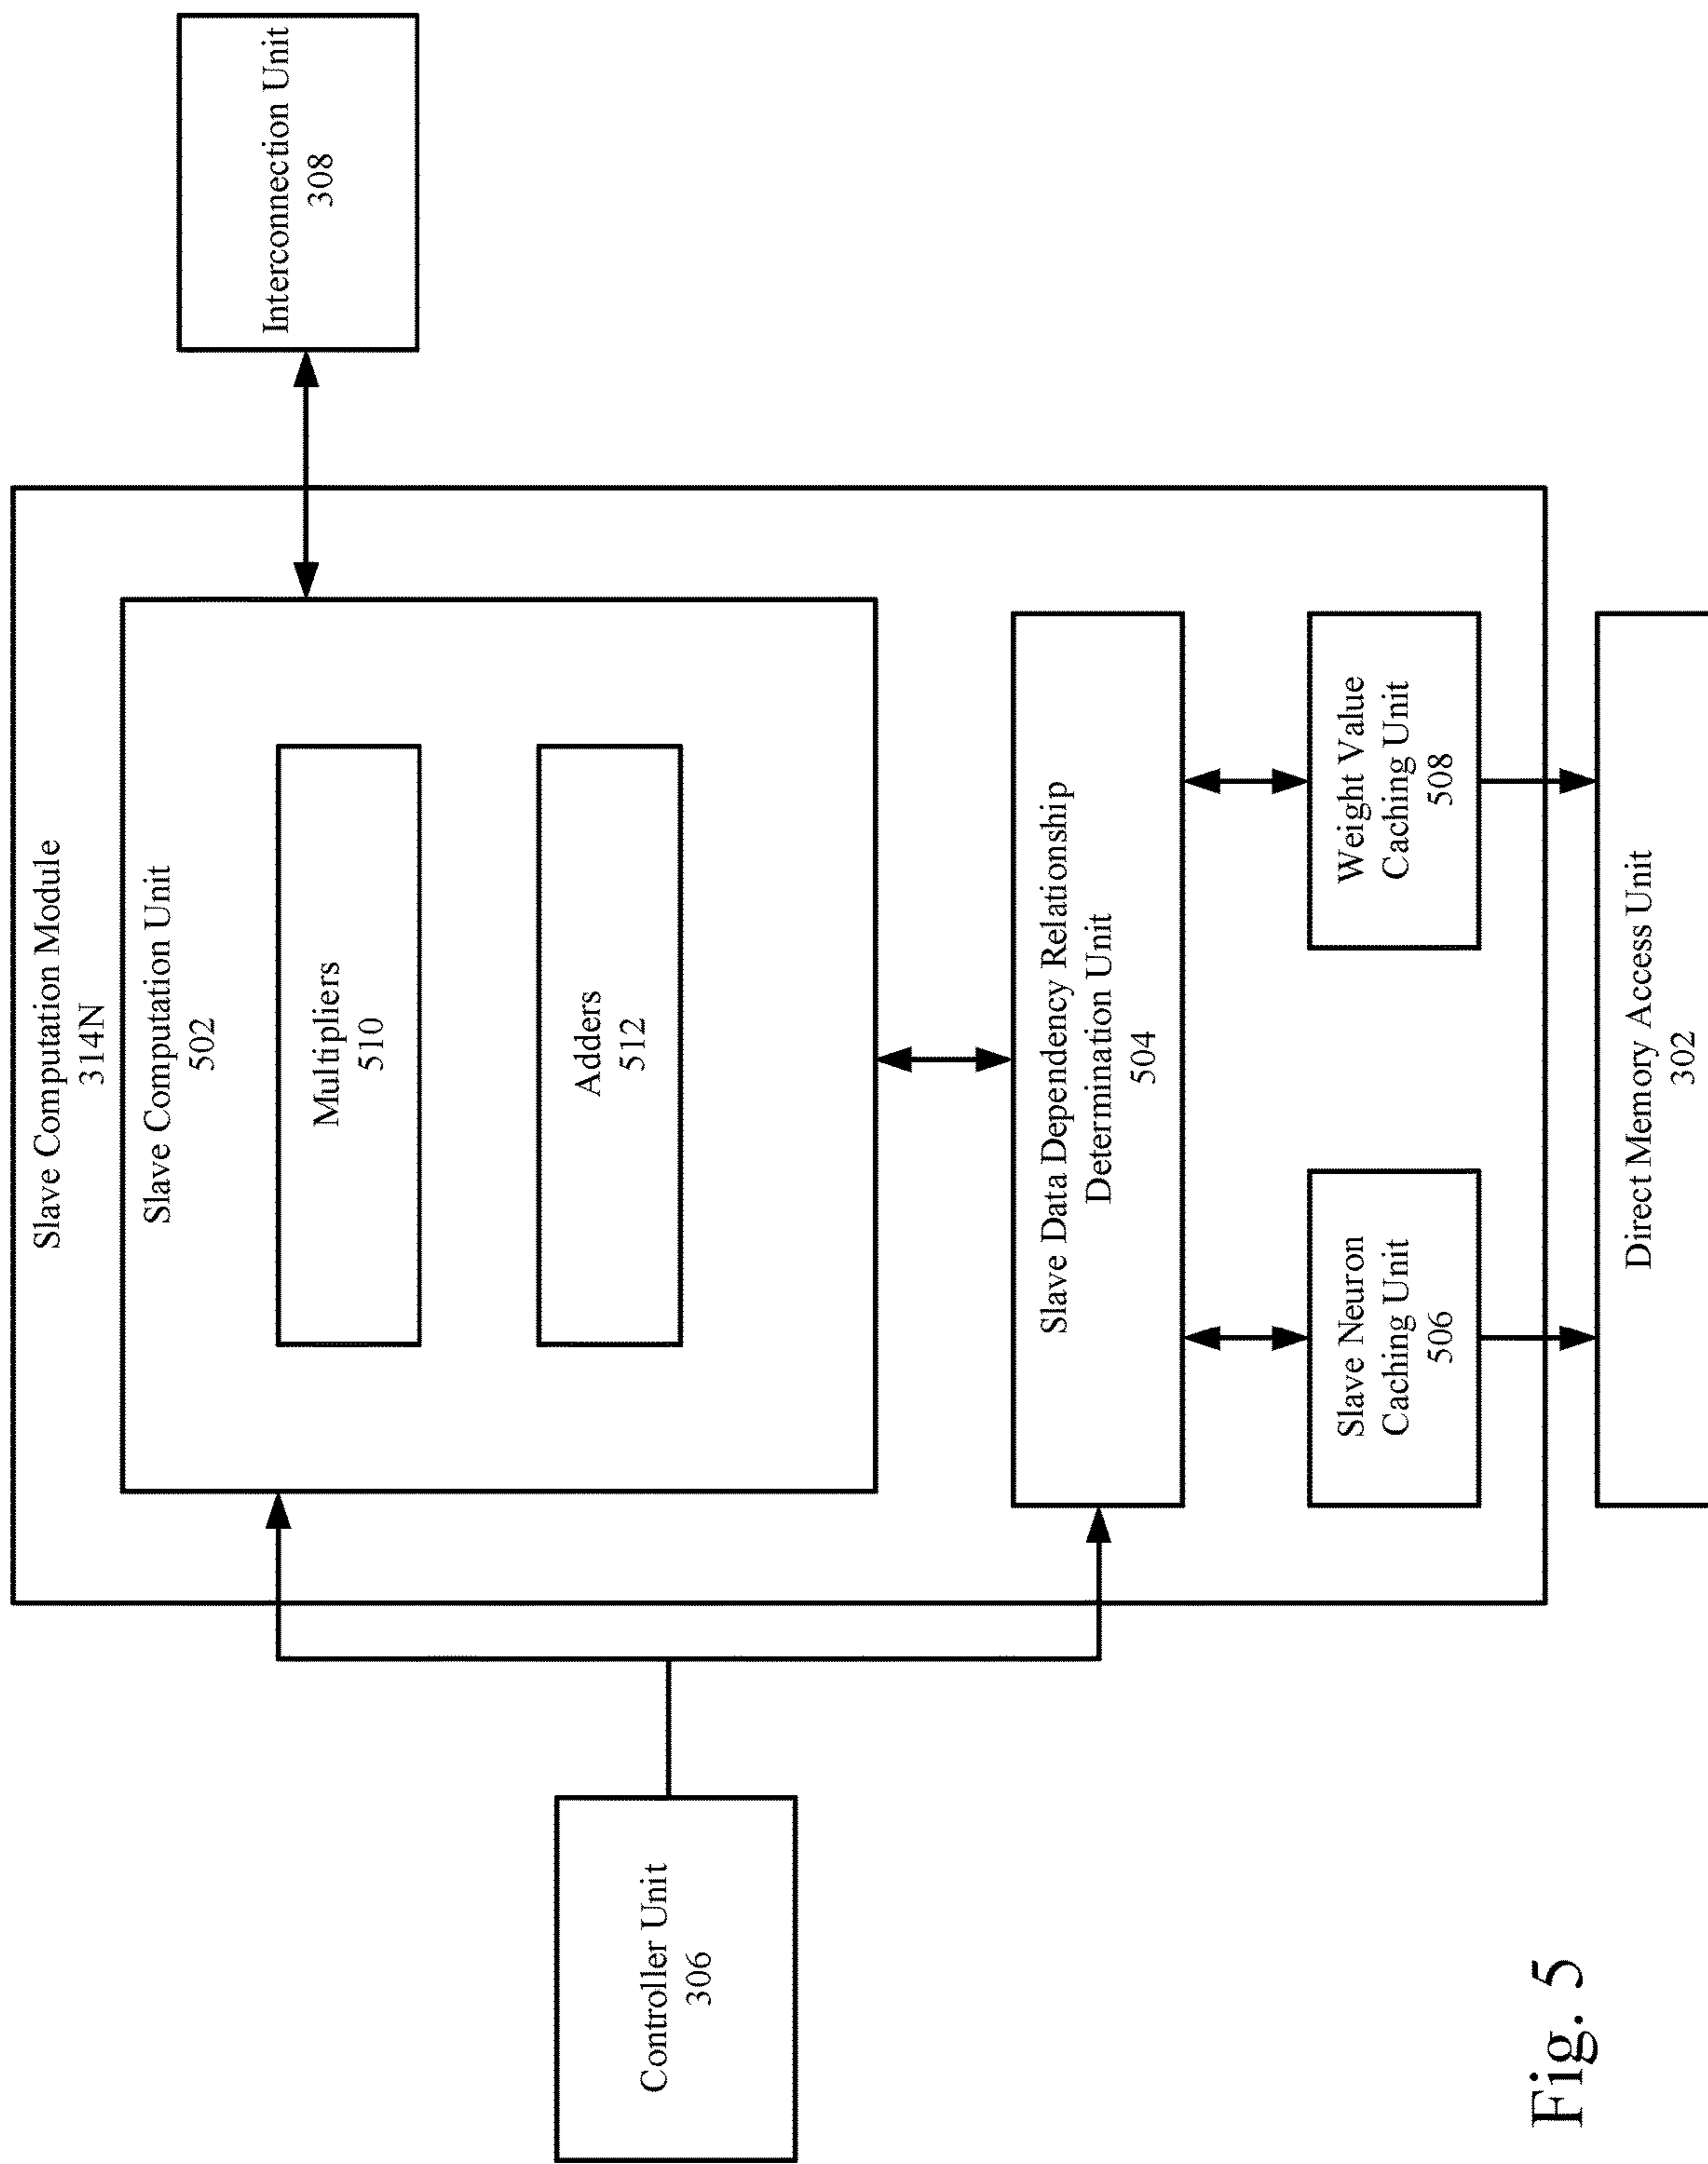 Slave Computation Module
314N
Slave Computation Unit
502
Multipliers
510
Adders
512
Interconnection Unit
308
Controller Unit
306
Slave Data Dependency Relationship
Determination Unit
504
Slave Neuron
Caching Unit
506
Weight Value
Caching Unit
508
Direct Memory Access Unit
302
Fig. 5